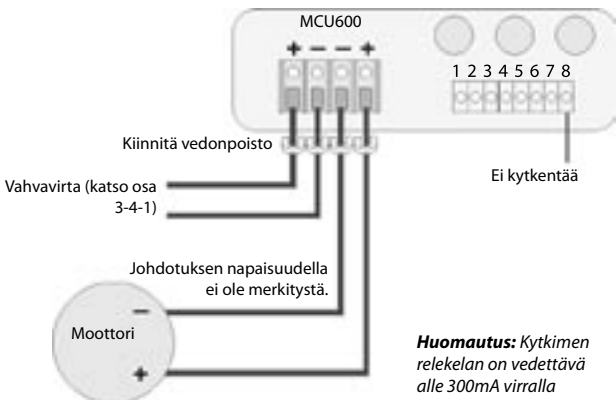 MCU600
+ − − +
1 2 3 4 5 6 7 8
Kiinnitä vedonpoisto
Ei kytkentää
Vahvavirta (katso osa
3-4-1)
Johdotuksen napaisuudella
ei ole merkitystä.
−
Moottori
+
Huomautus: Kytkimen
relekelan on vedettävä
alle 300mA virralla